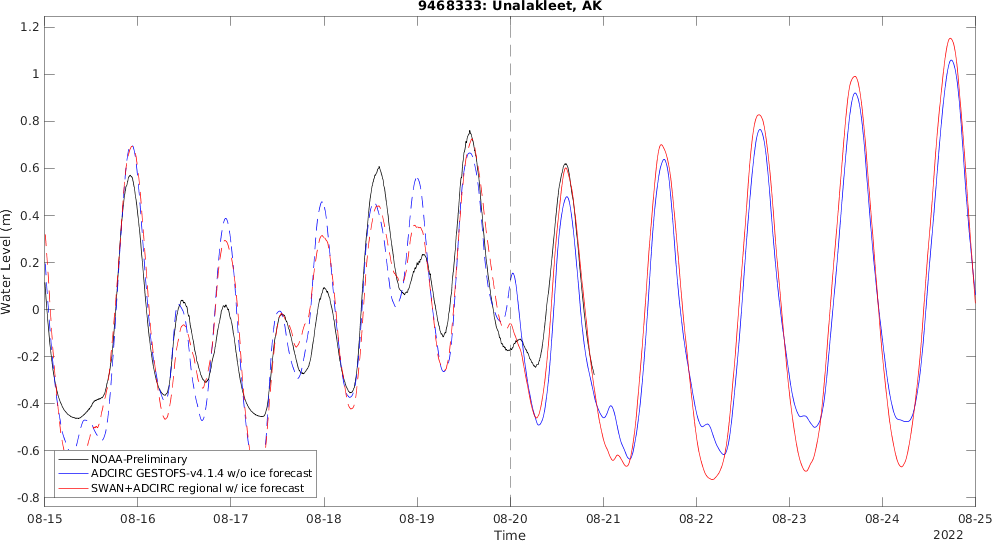 9468333: Unalakleet, AK
Water Level (m)
1.2
1
0.8
0.6
0.4
0.2
0
-0.2
-0.4
-0.6
-0.8
NOAA-Preliminary
ADCIRC GESTOFS-v4.1.4 w/o ice forecast
SWAN+ADCIRC regional w/ ice forecast
08-15 08-16 08-17 08-18 08-19 08-20 08-21 08-22 08-23 08-24 08-25
Time
2022